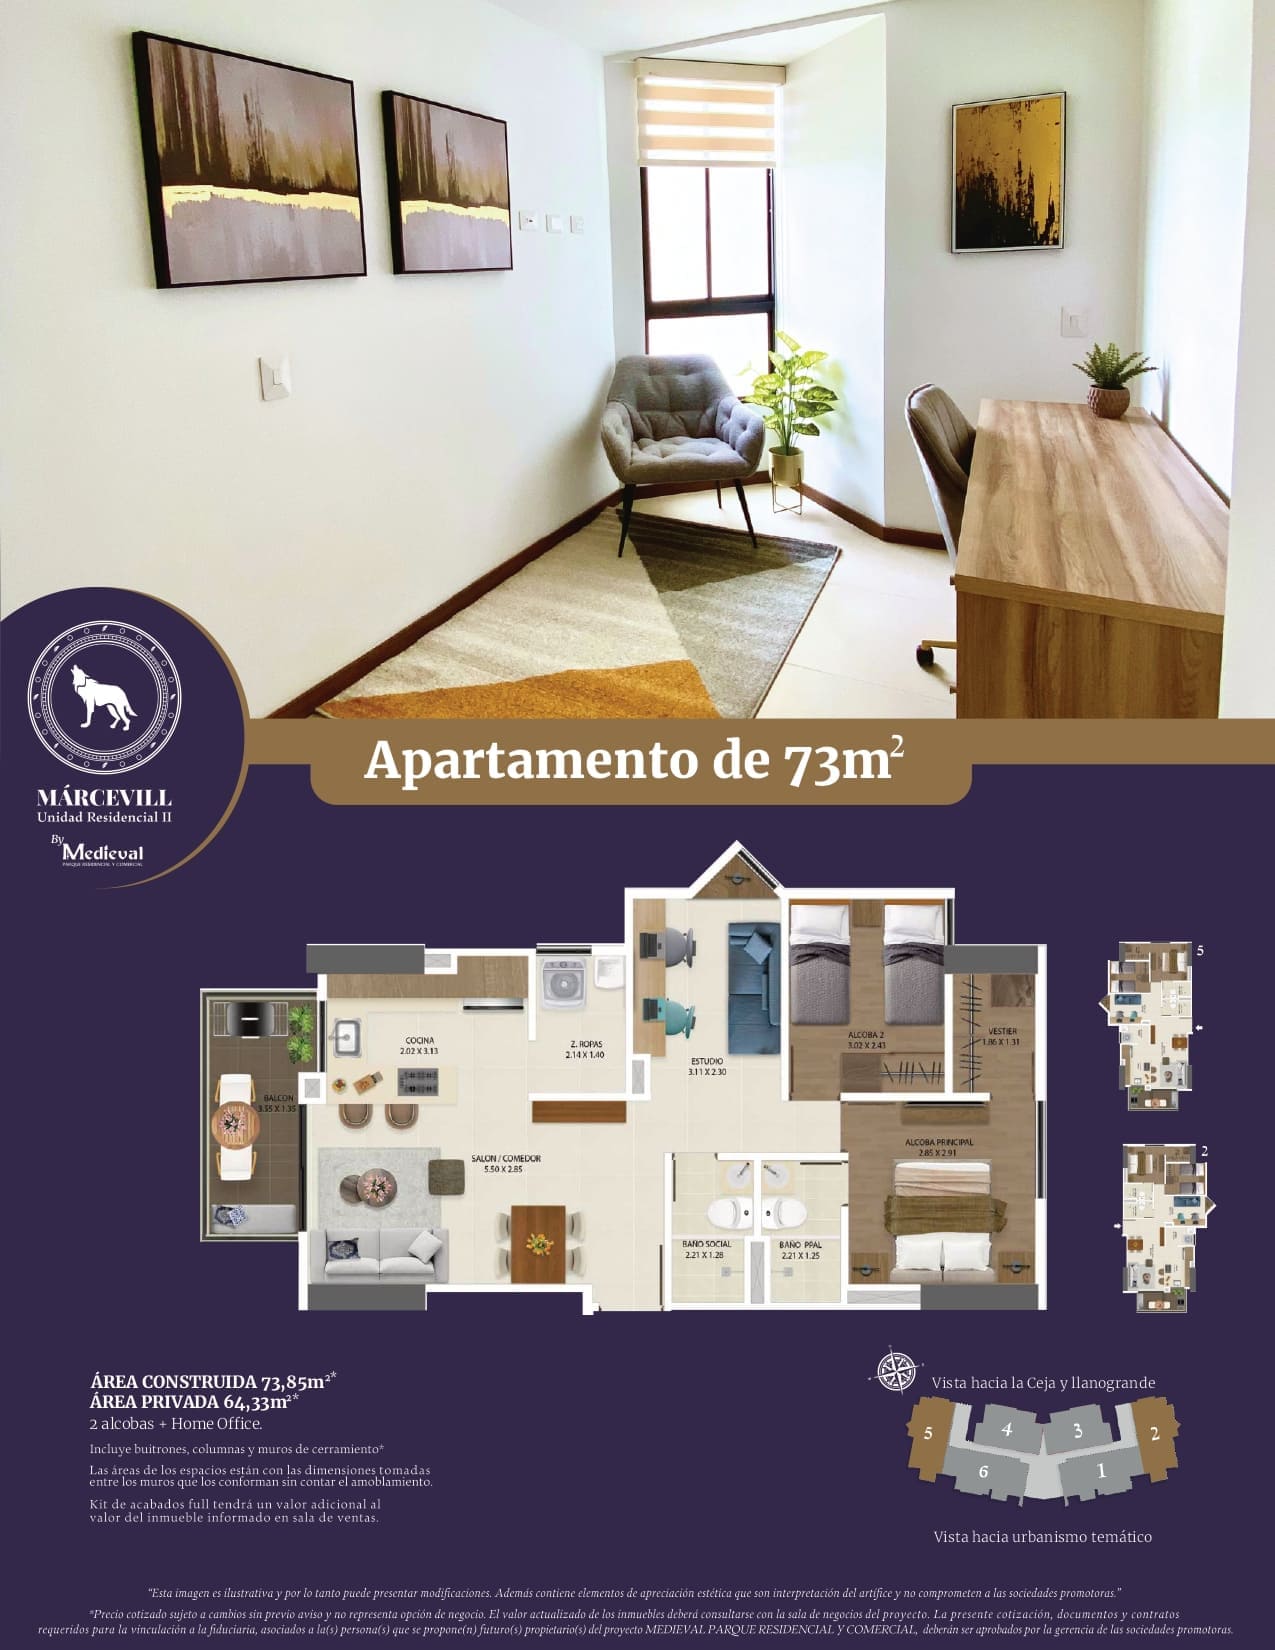 MÁRCEVILL
Unidad Residencial II
By
Medieval
PARQUE RESIDENCIAL Y COMERCIAL
Apartamento de 73m²
COCINA
2.02 X 3.13
Z. ROPAS
2.14 X 1.40
ESTUDIO
3.11 X 2.30
ALCOBA 2
3.02 X 2.43
VESTIER
1.86 X 1.31
BALCON
3.55 X 1.35
SALON / COMEDOR
5.50 X 2.85
ALCOBA PRINCIPAL
2.85 X 2.91
BAÑO SOCIAL
2.21 X 1.28
BAÑO PPAL
2.21 X 1.25
5
2
ÁREA CONSTRUIDA 73,85m²*
ÁREA PRIVADA 64,33m²*
2 alcobas + Home Office.
Incluye buitrones, columnas y muros de cerramiento*
Las áreas de los espacios están con las dimensiones tomadas
entre los muros que los conforman sin contar el amoblamiento.
Kit de acabados full tendrá un valor adicional al
valor del inmueble informado en sala de ventas.
Vista hacia la Ceja y llanogrande
5 4 3 2
6 1
Vista hacia urbanismo temático
“Esta imagen es ilustrativa y por lo tanto puede presentar modificaciones. Además contiene elementos de apreciación estética que son interpretación del artífice y no comprometen a las sociedades promotoras.”
*Precio cotizado sujeto a cambios sin previo aviso y no representa opción de negocio. El valor actualizado de los inmuebles deberá consultarse con la sala de negocios del proyecto. La presente cotización, documentos y contratos
requeridos para la vinculación a la fiduciaria, asociados a la(s) persona(s) que se propone(n) futuro(s) propietario(s) del proyecto MEDIEVAL PARQUE RESIDENCIAL Y COMERCIAL, deberán ser aprobados por la gerencia de las sociedades promotoras.